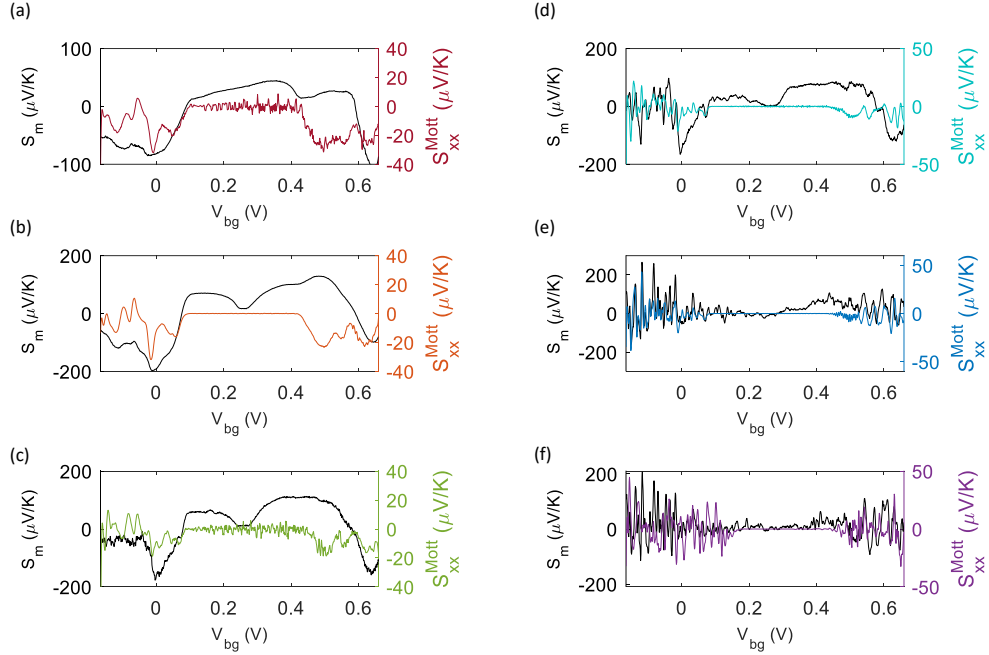 (a)
100
0
-100
S_m (μV/K)
40
20
0
-20
-40
S_xx^Mott (μV/K)
0 0.2 0.4 0.6
V_bg (V)
(b)
200
0
-200
S_m (μV/K)
40
20
0
-20
-40
S_xx^Mott (μV/K)
0 0.2 0.4 0.6
V_bg (V)
(c)
200
0
-200
S_m (μV/K)
40
20
0
-20
-40
S_xx^Mott (μV/K)
0 0.2 0.4 0.6
V_bg (V)
(d)
200
0
-200
S_m (μV/K)
50
0
-50
S_xx^Mott (μV/K)
0 0.2 0.4 0.6
V_bg (V)
(e)
200
0
-200
S_m (μV/K)
50
0
-50
S_xx^Mott (μV/K)
0 0.2 0.4 0.6
V_bg (V)
(f)
200
0
-200
S_m (μV/K)
50
0
-50
S_xx^Mott (μV/K)
0 0.2 0.4 0.6
V_bg (V)